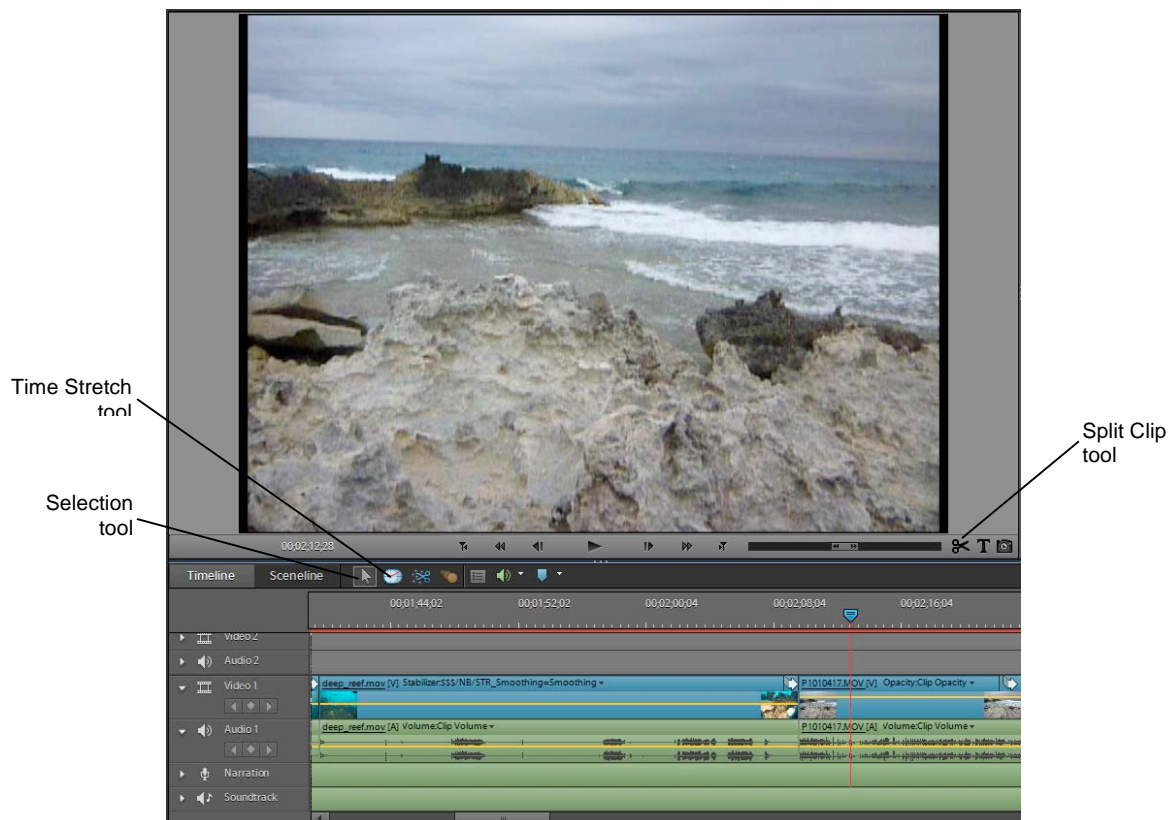 Time Stretch
tool
Selection
tool
Split Clip
tool
00;02;12;28
T
Timeline Sceneline
00;01;44;02 00;01;52;02 00;02;00;04 00;02;08;04 00;02;16;04
Video 2
Audio 2
Video 1
deep_reef.mov [V] Stabilizer:$$$/NB/STR_Smoothing=Smoothing
P1010417.MOV [V] Opacity:Clip Opacity
Audio 1
deep_reef.mov [A] Volume:Clip Volume
P1010417.MOV [A] Volume:Clip Volume
Narration
Soundtrack